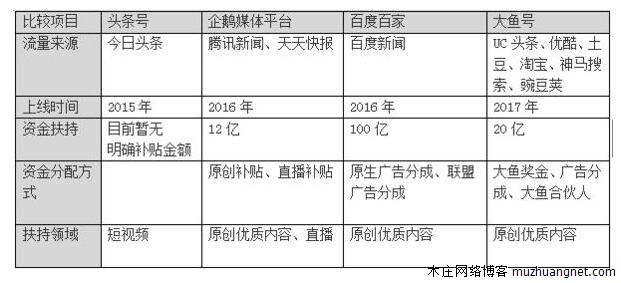 比较项目 头条号 企鹅媒体平台 百度百家 大鱼号
流量来源 今日头条 腾讯新闻、天天快报 百度新闻 UC 头条、优酷、土
豆、淘宝、神马搜
索、豌豆荚
上线时间 2015 年 2016 年 2016 年 2017 年
资金扶持 目前暂无 12 亿 100 亿 20 亿
明确补贴金额
资金分配方 原创补贴、直播补贴 原生广告分成、联盟 大鱼奖金、广告分
式 广告分成 成、大鱼合伙人
扶持领域 短视频 原创优质内容、直播 原创优质内容 原创优质内容
木庄网络博客 muzhuangnet.com